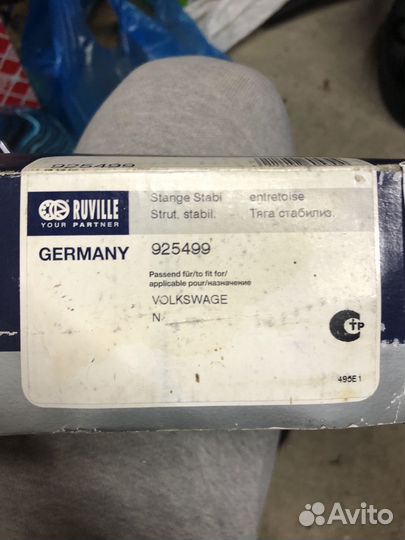 925499
RUVILLE
YOUR PARTNER
Stange Stabi entretoise
Strut, stabil. Тяга стабилиз.
GERMANY 925499
Passend für/to fit for/
applicable pour/назначение
VOLKSWAGE
N
СТР
495E1
Avito